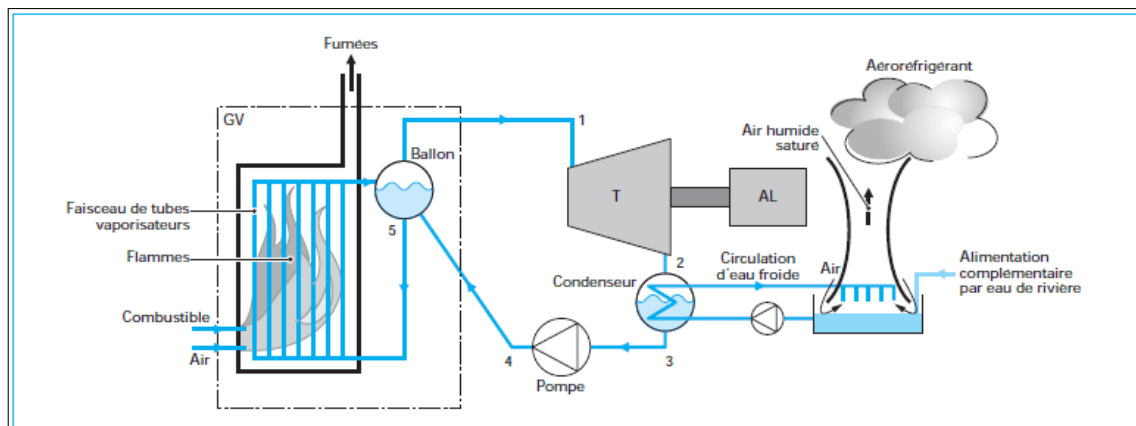 Fumées
GV
Ballon
1
5
Faisceau de tubes
vaporisateurs
Flammes
Combustible
Air
4
Pompe
3
T
AL
2
Condenseur
Circulation
d'eau froide
Aéroréfrigérant
Air humide
saturé
Air
Alimentation
complémentaire
par eau de rivière